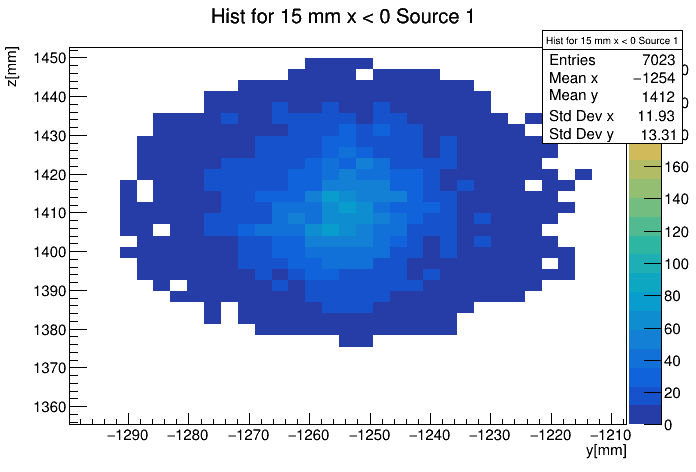 Hist for 15 mm x < 0 Source 1
Hist for 15 mm x < 0 Source 1
Entries 7023
Mean x −1254
Mean y 1412
Std Dev x 11.93
Std Dev y 13.31
z[mm]
1450
1440
1430
1420
1410
1400
1390
1380
1370
1360
160
140
120
100
80
60
40
20
0
−1290 −1280 −1270 −1260 −1250 −1240 −1230 −1220 −1210
y[mm]